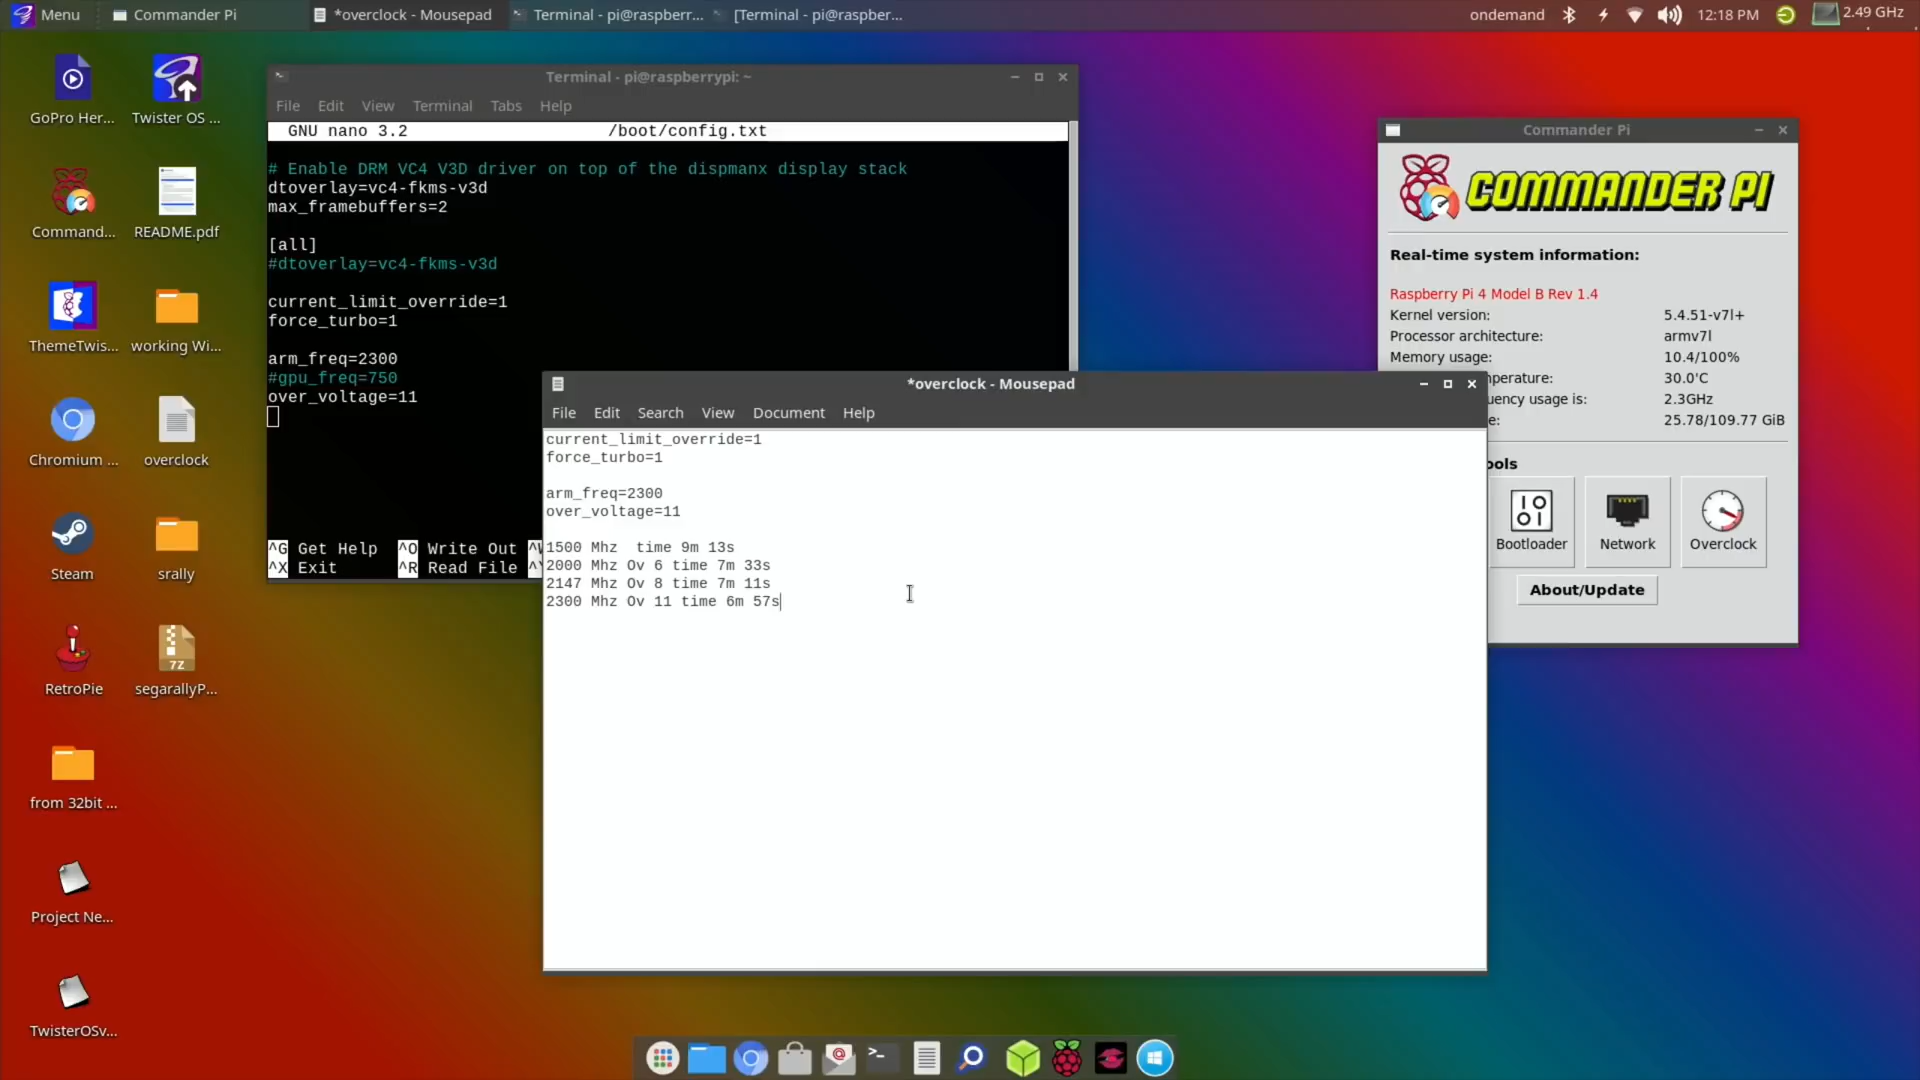 Menu
Commander Pi
*overclock - Mousepad
Terminal - pi@raspberr...
[Terminal - pi@raspber...
ondemand
12:18 PM
2.49 GHz
GoPro Her...
Twister OS ...
Command...
README.pdf
ThemeTwis...
working Wi...
Chromium ...
overclock
Steam
srally
RetroPie
7Z
segarallyP...
from 32bit ...
Project Ne...
TwisterOSv...
Terminal - pi@raspberrypi: ~
File Edit View Terminal Tabs Help
GNU nano 3.2 /boot/config.txt
# Enable DRM VC4 V3D driver on top of the dispmanx display stack
dtoverlay=vc4-fkms-v3d
max_framebuffers=2
[all]
#dtoverlay=vc4-fkms-v3d
current_limit_override=1
force_turbo=1
arm_freq=2300
#gpu_freq=750
over_voltage=11
^G Get Help ^O Write Out
^X Exit ^R Read File
*overclock - Mousepad
File Edit Search View Document Help
current_limit_override=1
force_turbo=1
arm_freq=2300
over_voltage=11
1500 Mhz  time 9m 13s
2000 Mhz Ov 6 time 7m 33s
2147 Mhz Ov 8 time 7m 11s
2300 Mhz Ov 11 time 6m 57s
Commander Pi
COMMANDER PI
Real-time system information:
Raspberry Pi 4 Model B Rev 1.4
Kernel version: 5.4.51-v7l+
Processor architecture: armv7l
Memory usage: 10.4/100%
perature: 30.0'C
uency usage is: 2.3GHz
e: 25.78/109.77 GiB
ools
Bootloader
Network
Overclock
About/Update